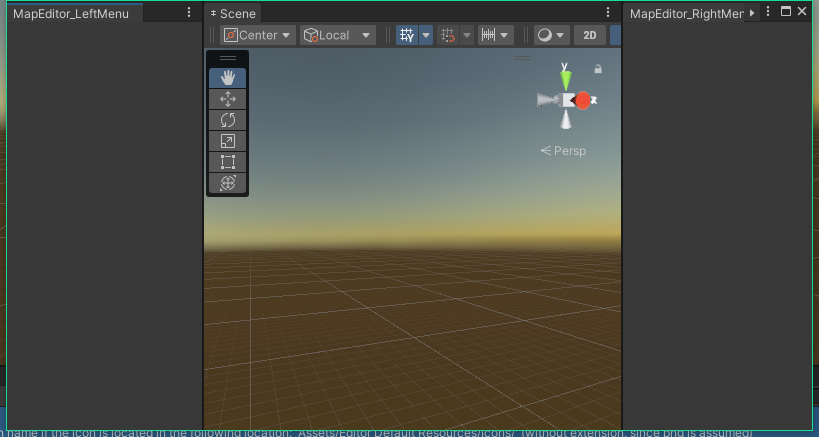 MapEditor_LeftMenu
Scene
MapEditor_RightMen
Center
Local
2D
y
x
Persp
name if the icon is located in the following location: 'Assets/Editor Default Resources/Icons/' (without extension, since png is assumed)